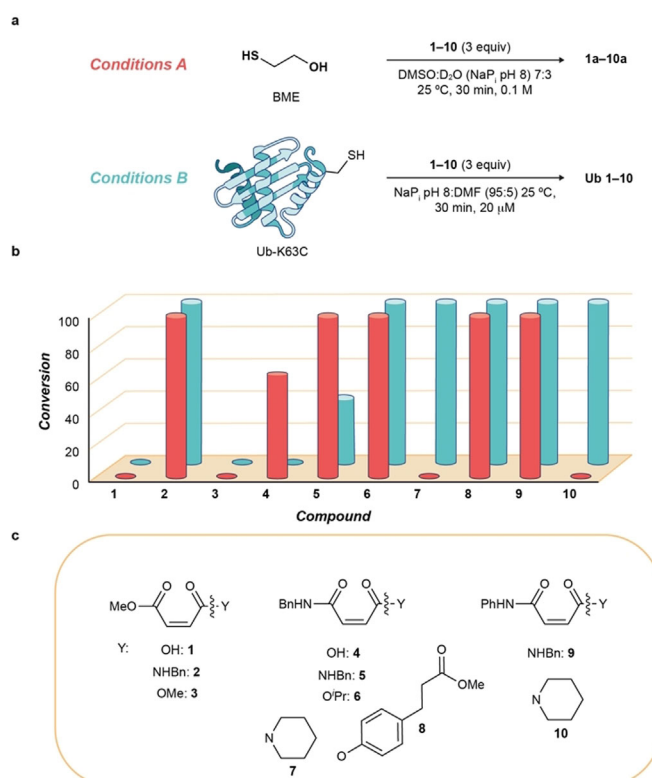 a
Conditions A
HS
OH
BME
1–10 (3 equiv)
DMSO:D₂O (NaPᵢ pH 8) 7:3
25 ºC, 30 min, 0.1 M
1a–10a
Conditions B
SH
Ub-K63C
1–10 (3 equiv)
NaPᵢ pH 8:DMF (95:5) 25 ºC,
30 min, 20 µM
Ub 1–10
b
Conversion
100
80
60
40
20
0
1 2 3 4 5 6 7 8 9 10
Compound
c
MeO O O Y
Y: OH: 1
NHBn: 2
OMe: 3
BnHN O O Y
OH: 4
NHBn: 5
OⁱPr: 6
N
7
O
OMe
O
8
PhHN O O Y
NHBn: 9
N
10